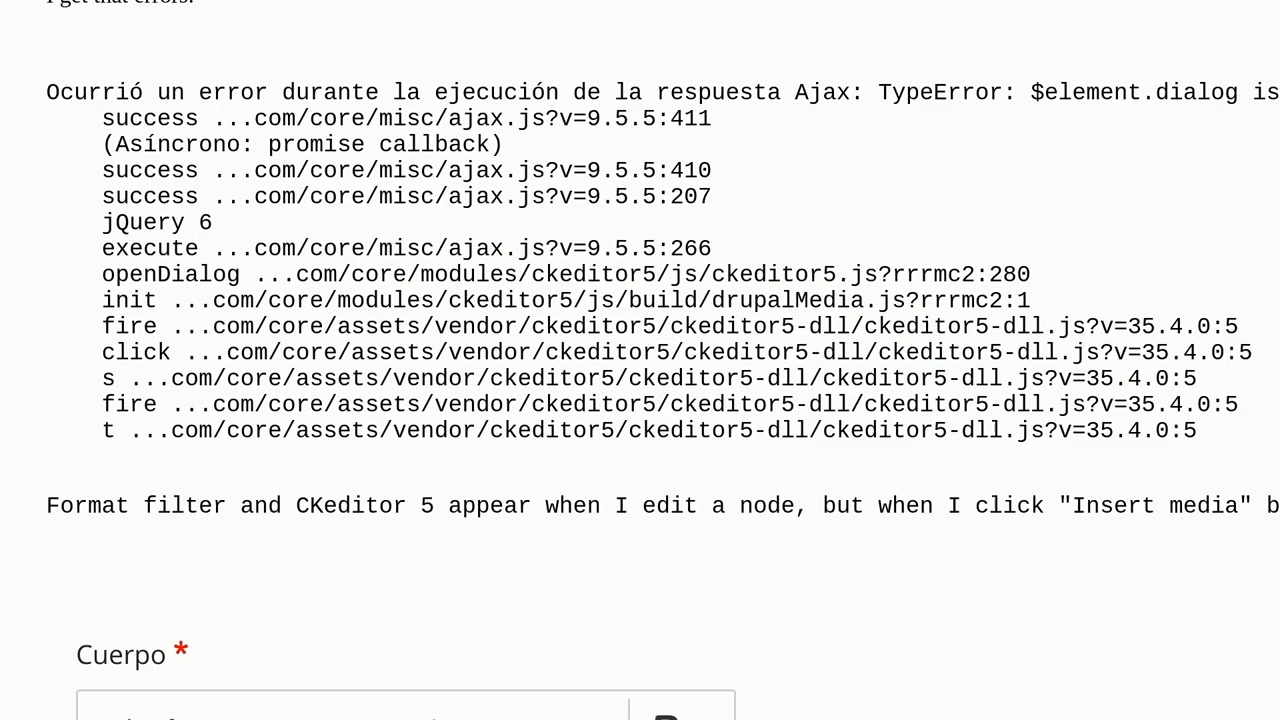 I get that errors.
Ocurrió un error durante la ejecución de la respuesta Ajax: TypeError: $element.dialog is
success ...com/core/misc/ajax.js?v=9.5.5:411
(Asíncrono: promise callback)
success ...com/core/misc/ajax.js?v=9.5.5:410
success ...com/core/misc/ajax.js?v=9.5.5:207
jQuery 6
execute ...com/core/misc/ajax.js?v=9.5.5:266
openDialog ...com/core/modules/ckeditor5/js/ckeditor5.js?rrrmc2:280
init ...com/core/modules/ckeditor5/js/build/drupalMedia.js?rrrmc2:1
fire ...com/core/assets/vendor/ckeditor5/ckeditor5-dll/ckeditor5-dll.js?v=35.4.0:5
click ...com/core/assets/vendor/ckeditor5/ckeditor5-dll/ckeditor5-dll.js?v=35.4.0:5
s ...com/core/assets/vendor/ckeditor5/ckeditor5-dll/ckeditor5-dll.js?v=35.4.0:5
fire ...com/core/assets/vendor/ckeditor5/ckeditor5-dll/ckeditor5-dll.js?v=35.4.0:5
t ...com/core/assets/vendor/ckeditor5/ckeditor5-dll/ckeditor5-dll.js?v=35.4.0:5
Format filter and CKeditor 5 appear when I edit a node, but when I click "Insert media" b
Cuerpo *